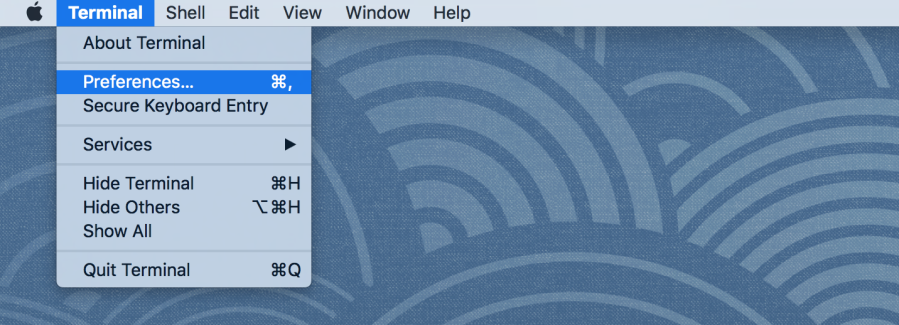 Terminal Shell Edit View Window Help
About Terminal
Preferences... ⌘,
Secure Keyboard Entry
Services ▶
Hide Terminal ⌘H
Hide Others ⌥⌘H
Show All
Quit Terminal ⌘Q